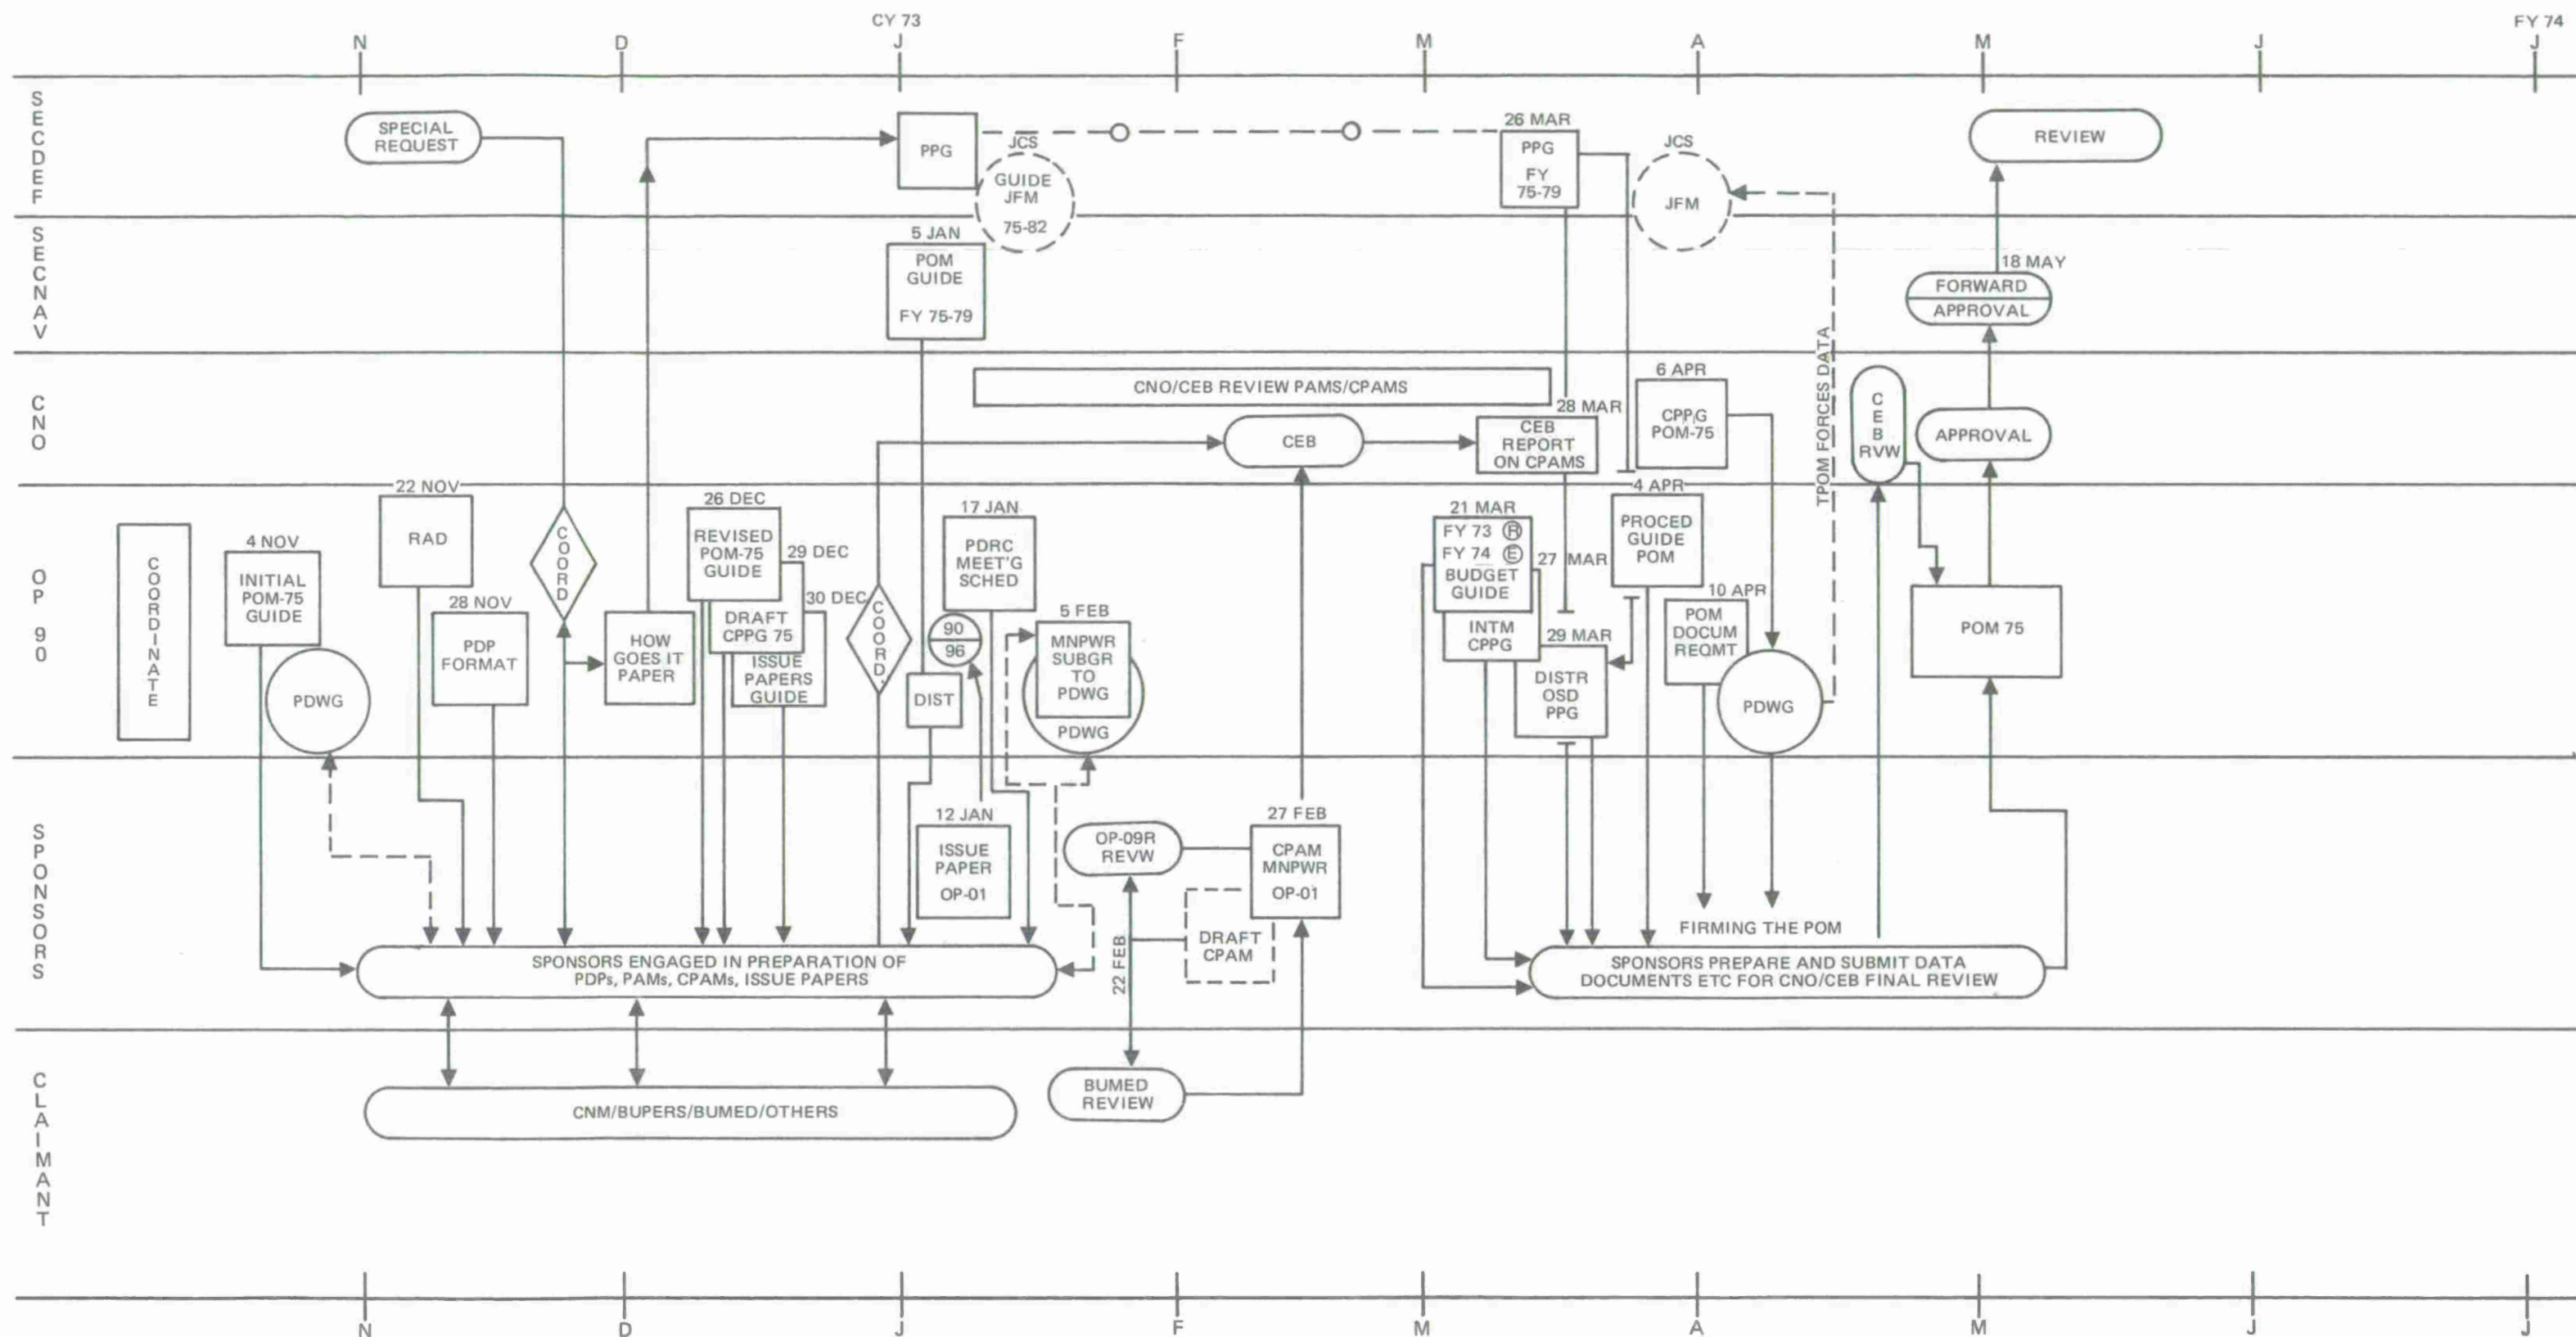 CY 73
FY 74
N
D
J
F
M
A
M
J
J
SECDEF
SPECIAL
REQUEST
PPG
JCS
GUIDE
JFM
75-82
26 MAR
PPG
FY
75-79
JCS
JFM
REVIEW
SECNAV
5 JAN
POM
GUIDE
FY 75-79
18 MAY
FORWARD
APPROVAL
TPOM FORCES DATA
CNO
CNO/CEB REVIEW PAMS/CPAMS
CEB
28 MAR
CEB
REPORT
ON CPAMS
6 APR
CPPG
POM-75
CEB
RVW
APPROVAL
OP 90
COORDINATE
4 NOV
INITIAL
POM-75
GUIDE
PDWG
22 NOV
RAD
28 NOV
PDP
FORMAT
COORD
HOW
GOES IT
PAPER
26 DEC
REVISED
POM-75
GUIDE
29 DEC
DRAFT
CPPG 75
30 DEC
ISSUE
PAPERS
GUIDE
COORD.
17 JAN
PDRC
MEET'G
SCHED
90
96
DIST
5 FEB
MNPWR
SUBGR
TO
PDWG
PDWG
21 MAR
FY 73 R
FY 74 E
BUDGET
GUIDE
27 MAR
INTM
CPPG
29 MAR
DISTR
OSD
PPG
4 APR
PROCED
GUIDE
POM
10 APR
POM
DOCUM
REQMT
PDWG
POM 75
SPONSORS
12 JAN
ISSUE
PAPER
OP-01
OP-09R
REVW
27 FEB
CPAM
MNPWR
OP-01
DRAFT
CPAM
22 FEB
FIRMING THE POM
SPONSORS ENGAGED IN PREPARATION OF
PDPs, PAMs, CPAMs, ISSUE PAPERS
SPONSORS PREPARE AND SUBMIT DATA
DOCUMENTS ETC FOR CNO/CEB FINAL REVIEW
CLAIMANT
CNM/BUPERS/BUMED/OTHERS
BUMED
REVIEW
N
D
J
F
M
A
M
J
J